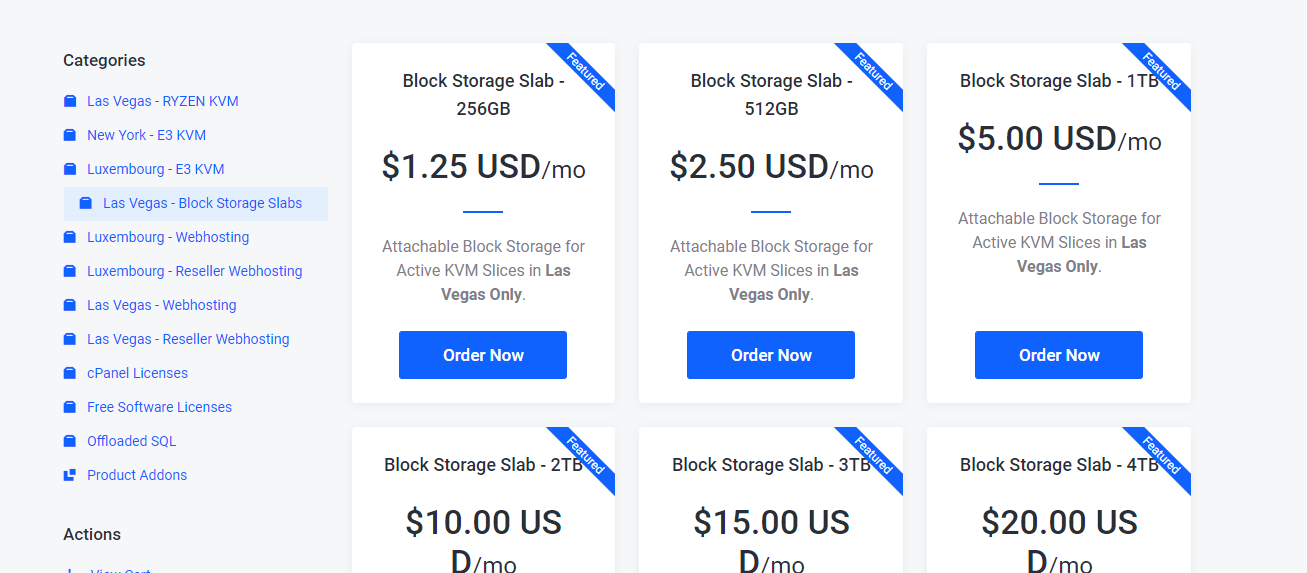 Categories
Las Vegas - RYZEN KVM
New York - E3 KVM
Luxembourg - E3 KVM
Las Vegas - Block Storage Slabs
Luxembourg - Webhosting
Luxembourg - Reseller Webhosting
Las Vegas - Webhosting
Las Vegas - Reseller Webhosting
cPanel Licenses
Free Software Licenses
Offloaded SQL
Product Addons
Actions
View Cart
Featured
Block Storage Slab -
256GB
$1.25 USD/mo
Attachable Block Storage for
Active KVM Slices in Las
Vegas Only.
Order Now
Featured
Block Storage Slab -
512GB
$2.50 USD/mo
Attachable Block Storage for
Active KVM Slices in Las
Vegas Only.
Order Now
Featured
Block Storage Slab - 1TB
$5.00 USD/mo
Attachable Block Storage for
Active KVM Slices in Las
Vegas Only.
Order Now
Featured
Block Storage Slab - 2TB
$10.00 US
D/mo
Featured
Block Storage Slab - 3TB
$15.00 US
D/mo
Featured
Block Storage Slab - 4TB
$20.00 US
D/mo